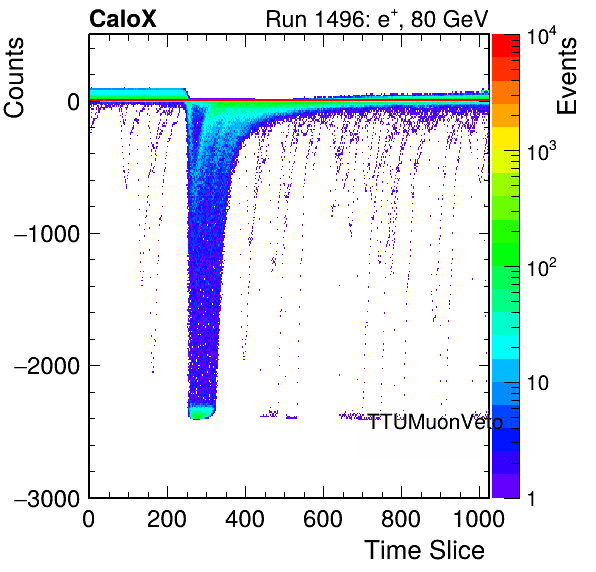 CaloX Run 1496: e⁺, 80 GeV
Counts
Events
0
−1000
−2000
−3000
0 200 400 600 800 1000
Time Slice
10⁴
10³
10²
10
1
TTUMuonVeto